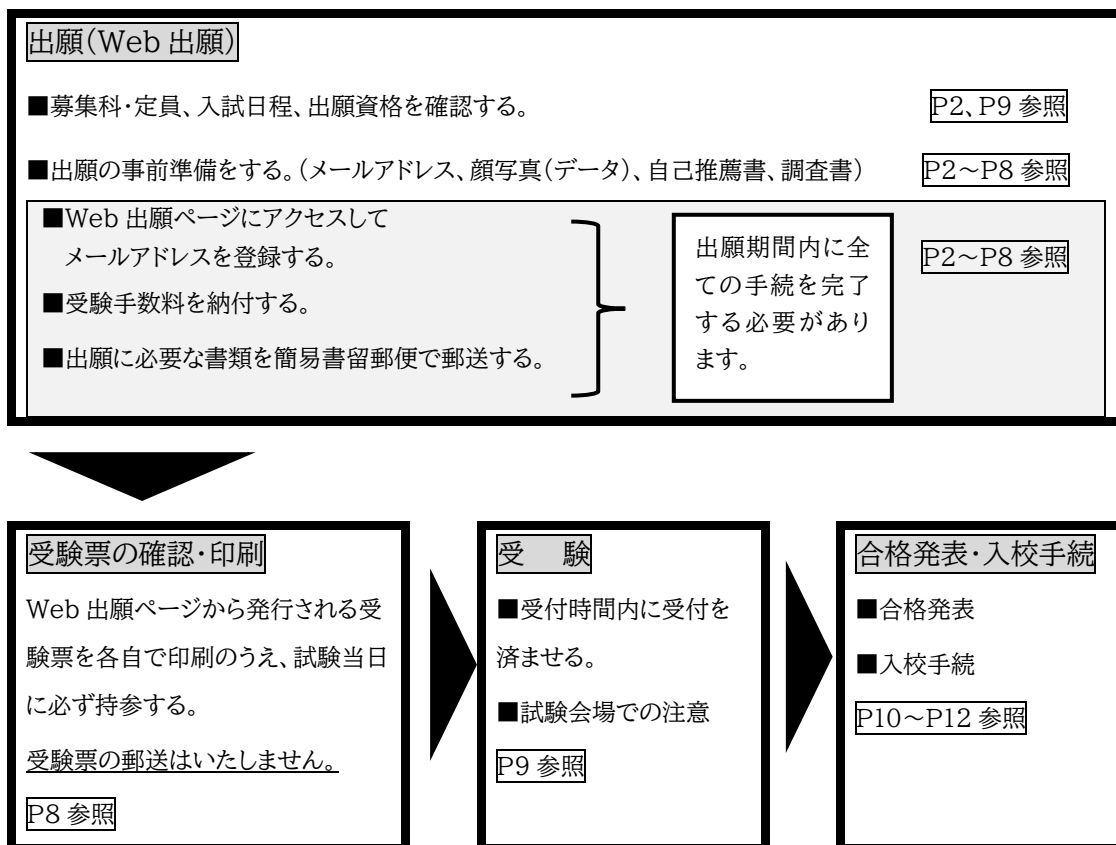 出願(Web 出願)
■募集科・定員、入試日程、出願資格を確認する。 P2、P9 参照
■出願の事前準備をする。(メールアドレス、顔写真(データ)、自己推薦書、調査書) P2～P8 参照
■Web 出願ページにアクセスして
メールアドレスを登録する。
■受験手数料を納付する。
■出願に必要な書類を簡易書留郵便で郵送する。
出願期間内に全
ての手続を完了
する必要があり
ます。
P2～P8 参照
受験票の確認・印刷
Web 出願ページから発行される受
験票を各自で印刷のうえ、試験当日
に必ず持参する。
受験票の郵送はいたしません。
P8 参照
受 験
■受付時間内に受付を
済ませる。
■試験会場での注意
P9 参照
合格発表・入校手続
■合格発表
■入校手続
P10～P12 参照